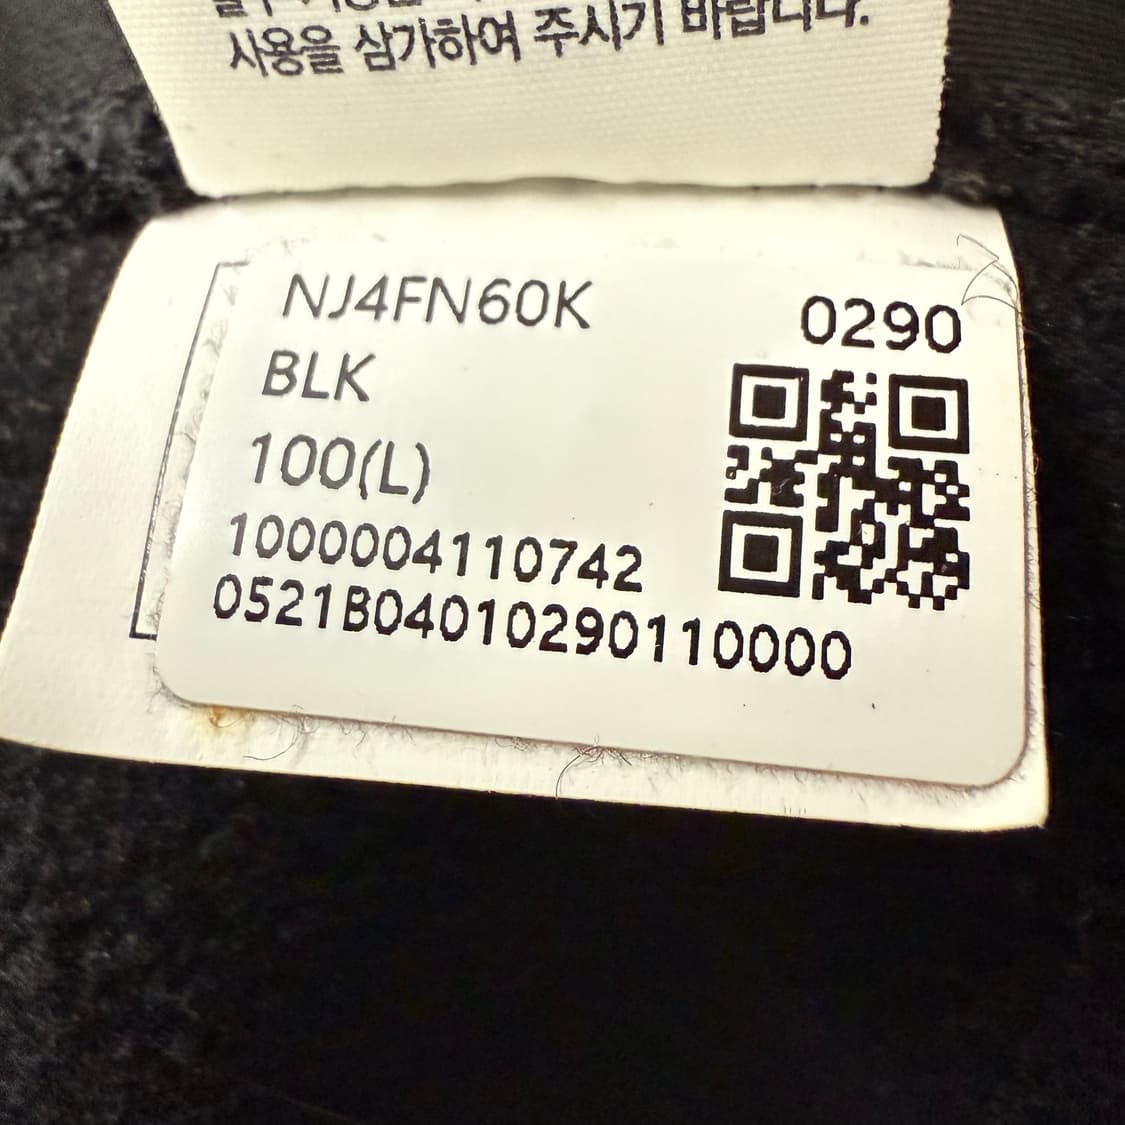 사용을 삼가하여 주시기 바랍니다.
NJ4FN60K
0290
BLK
100(L)
1000004110742
0521B04010290110000